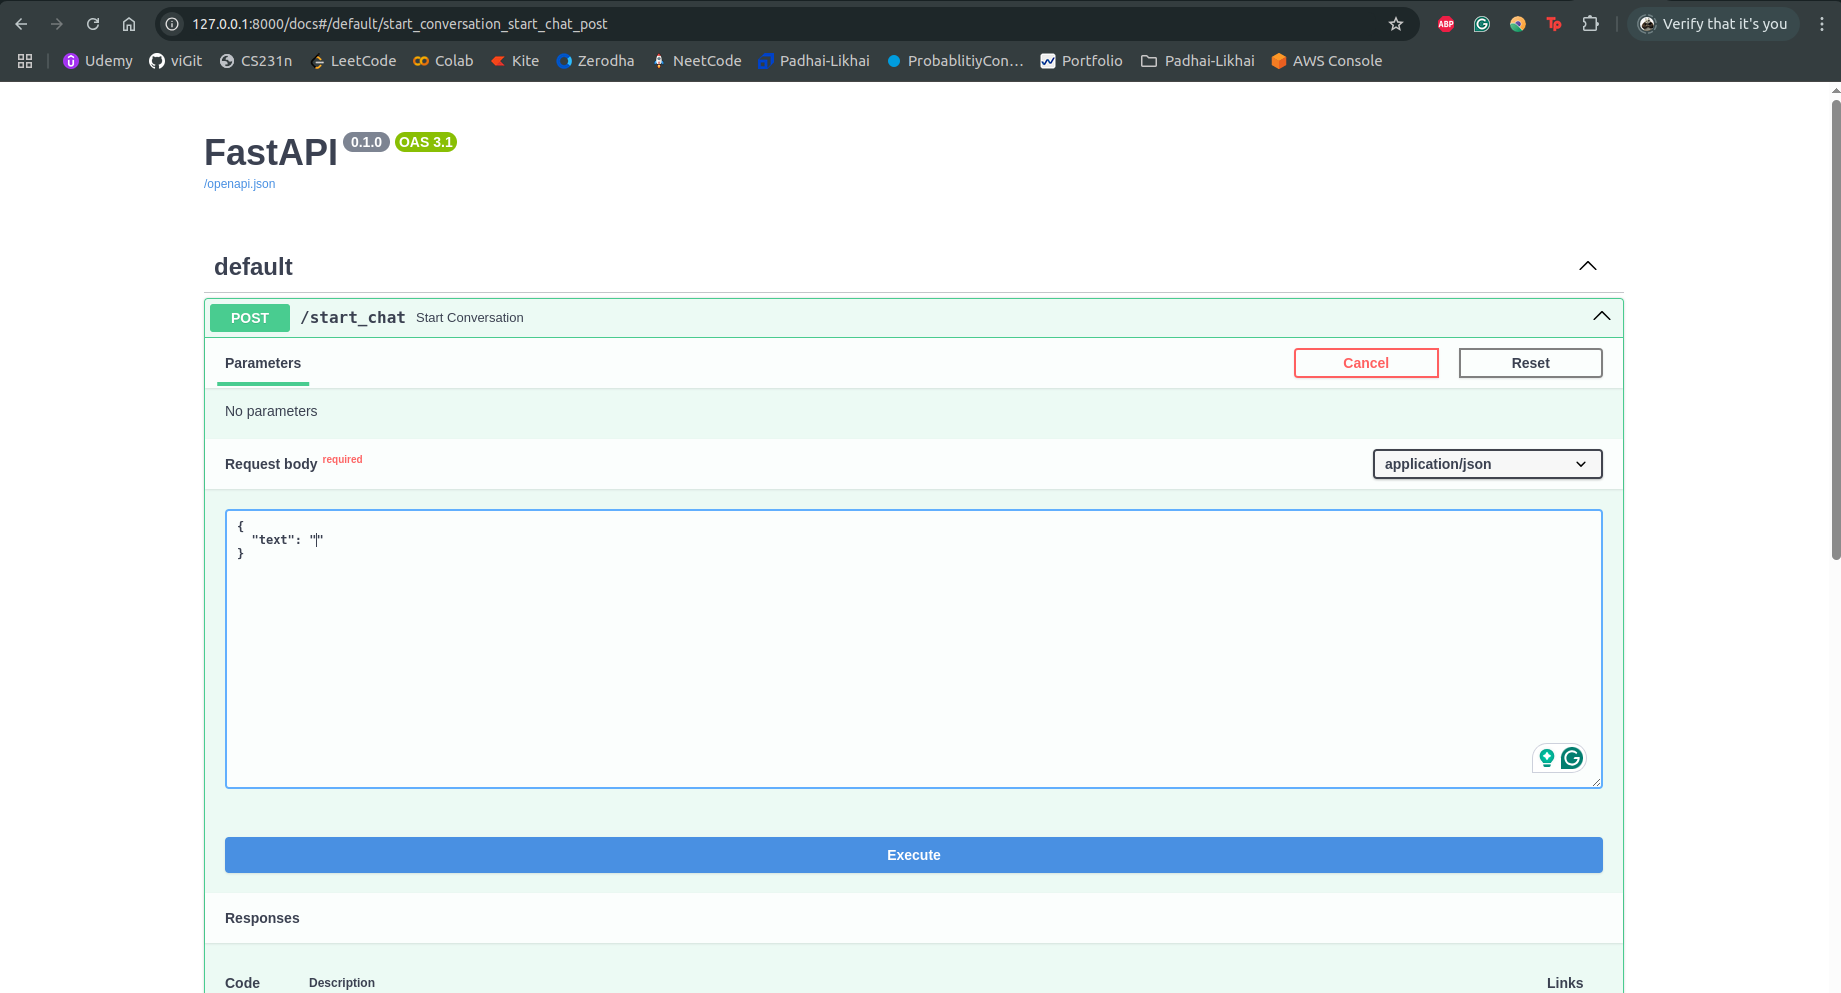 127.0.0.1:8000/docs#/default/start_conversation_start_chat_post
ABP
Tp
Verify that it's you
Udemy viGit CS231n LeetCode Colab Kite Zerodha NeetCode Padhai-Likhai ProbablitiyCon... Portfolio Padhai-Likhai AWS Console
FastAPI 0.1.0 OAS 3.1
/openapi.json
default
POST /start_chat Start Conversation
Parameters Cancel Reset
No parameters
Request body required application/json
{
"text": ""
}
Execute
Responses
Code Description Links